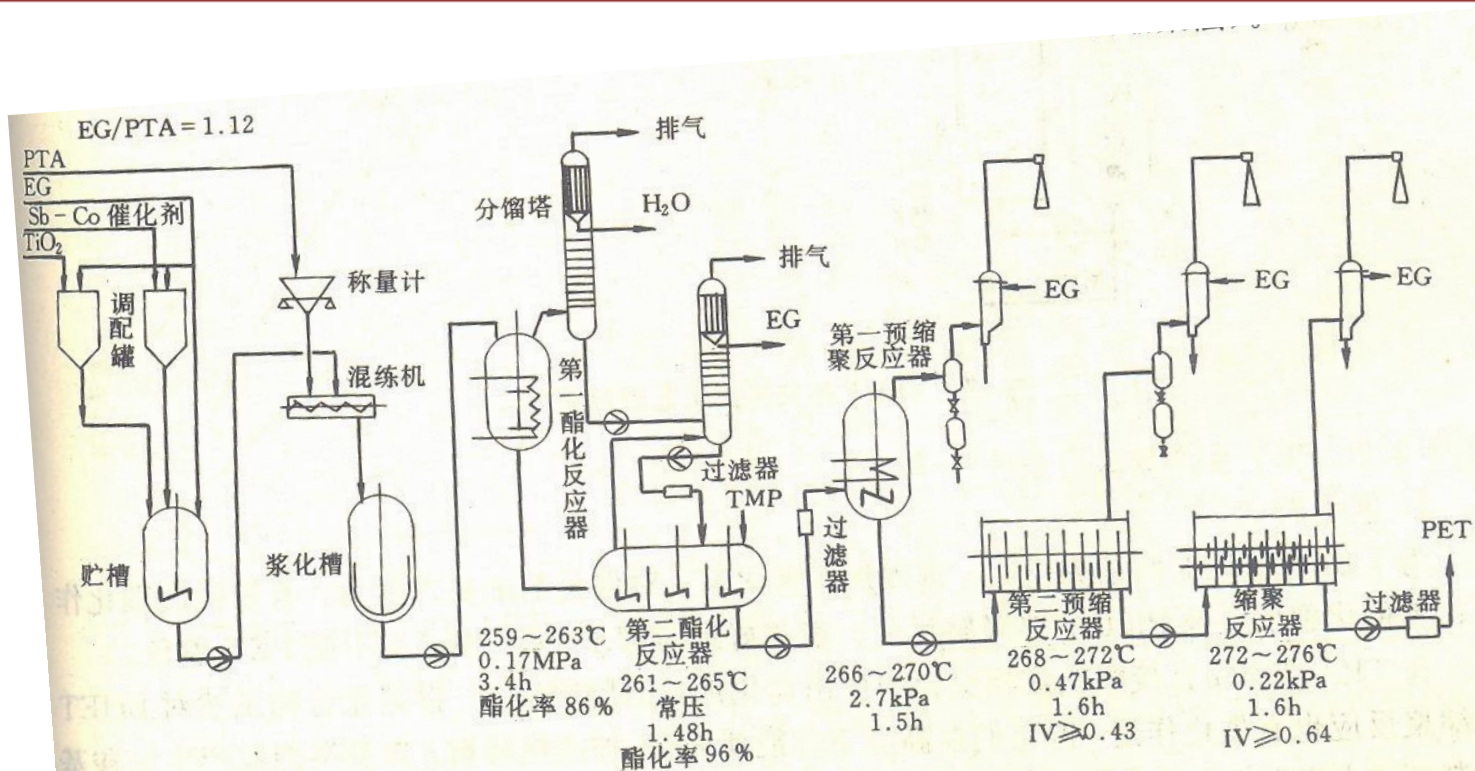 EG/PTA=1.12
PTA
EG
Sb-Co 催化剂
TiO₂
调配罐
称量计
混练机
贮槽
浆化槽
分馏塔
排气
H₂O
第一酯化反应器
259～263℃
0.17MPa
3.4h
酯化率 86%
排气
EG
过滤器
TMP
第二酯化
反应器
261～265℃
常压
1.48h
酯化率 96%
过滤器
第一预缩
聚反应器
266～270℃
2.7kPa
1.5h
EG
第二预缩
反应器
268～272℃
0.47kPa
1.6h
IV≥0.43
EG
缩聚
反应器
272～276℃
0.22kPa
1.6h
IV≥0.64
EG
过滤器
PET